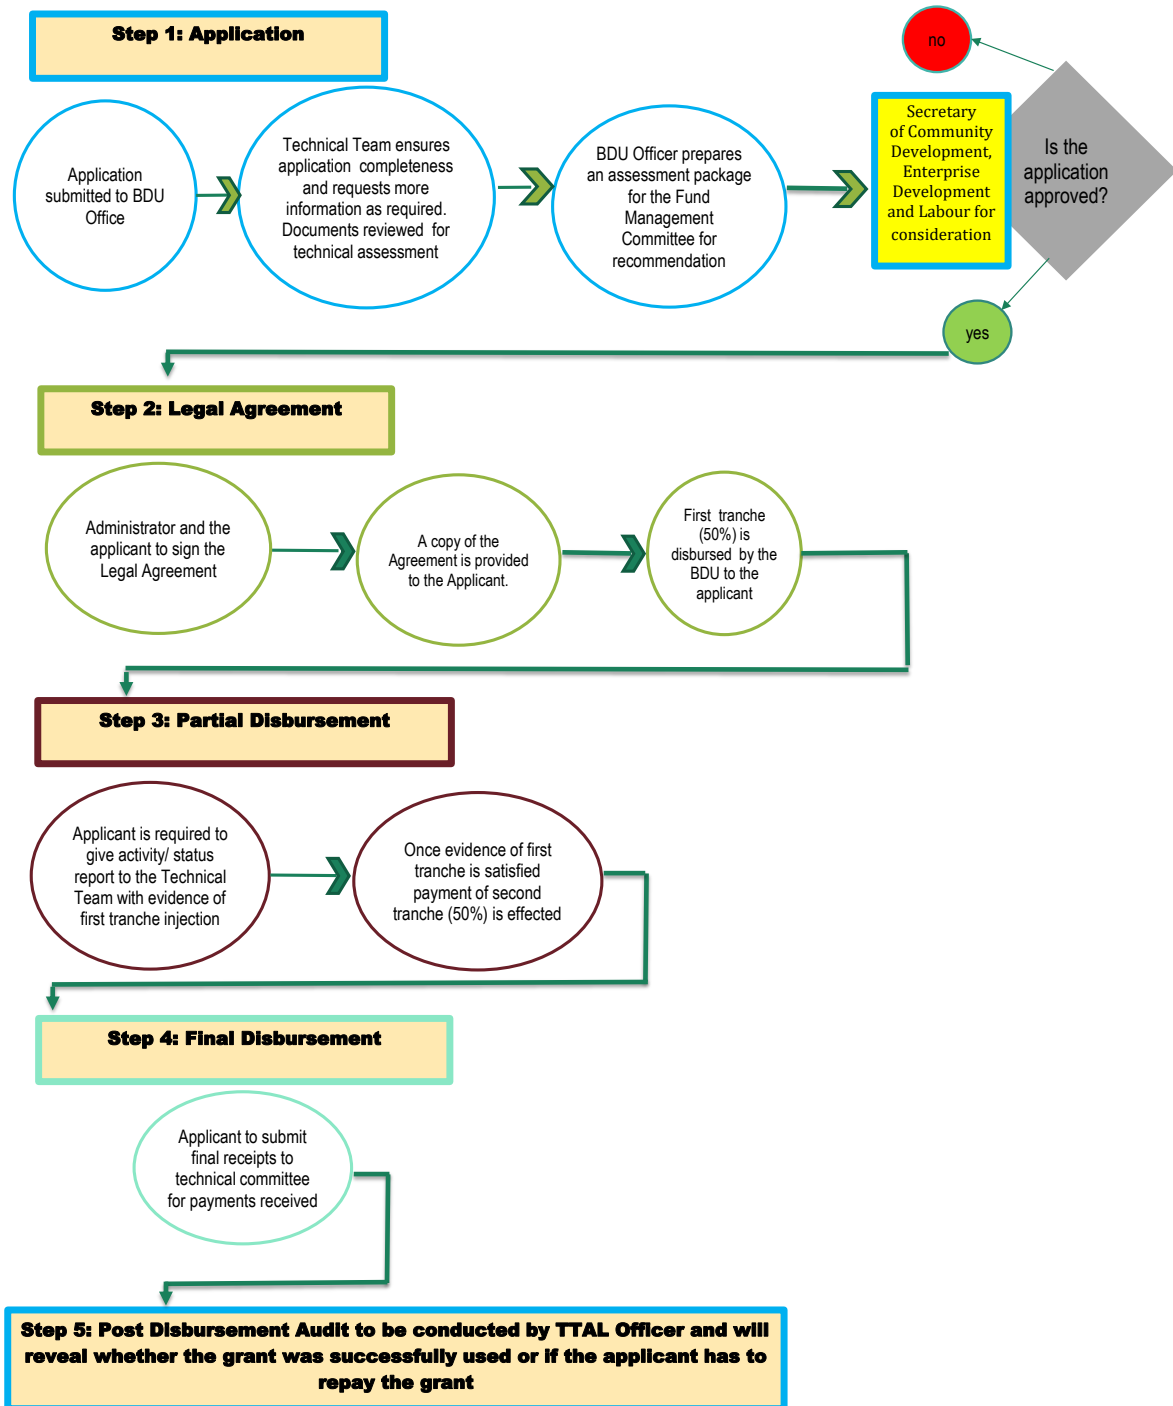 Step 1: Application
no
Application
submitted to BDU
Office
Technical Team ensures
application completeness
and requests more
information as required.
Documents reviewed for
technical assessment
BDU Officer prepares
an assessment package
for the Fund
Management
Committee for
recommendation
Secretary
of Community
Development,
Enterprise
Development
and Labour for
consideration
Is the
application
approved?
yes
Step 2: Legal Agreement
Administrator and the
applicant to sign the
Legal Agreement
A copy of the
Agreement is provided
to the Applicant.
First tranche
(50%) is
disbursed by the
BDU to the
applicant
Step 3: Partial Disbursement
Applicant is required to
give activity/ status
report to the Technical
Team with evidence of
first tranche injection
Once evidence of first
tranche is satisfied
payment of second
tranche (50%) is effected
Step 4: Final Disbursement
Applicant to submit
final receipts to
technical committee
for payments received
Step 5: Post Disbursement Audit to be conducted by TTAL Officer and will
reveal whether the grant was successfully used or if the applicant has to
repay the grant